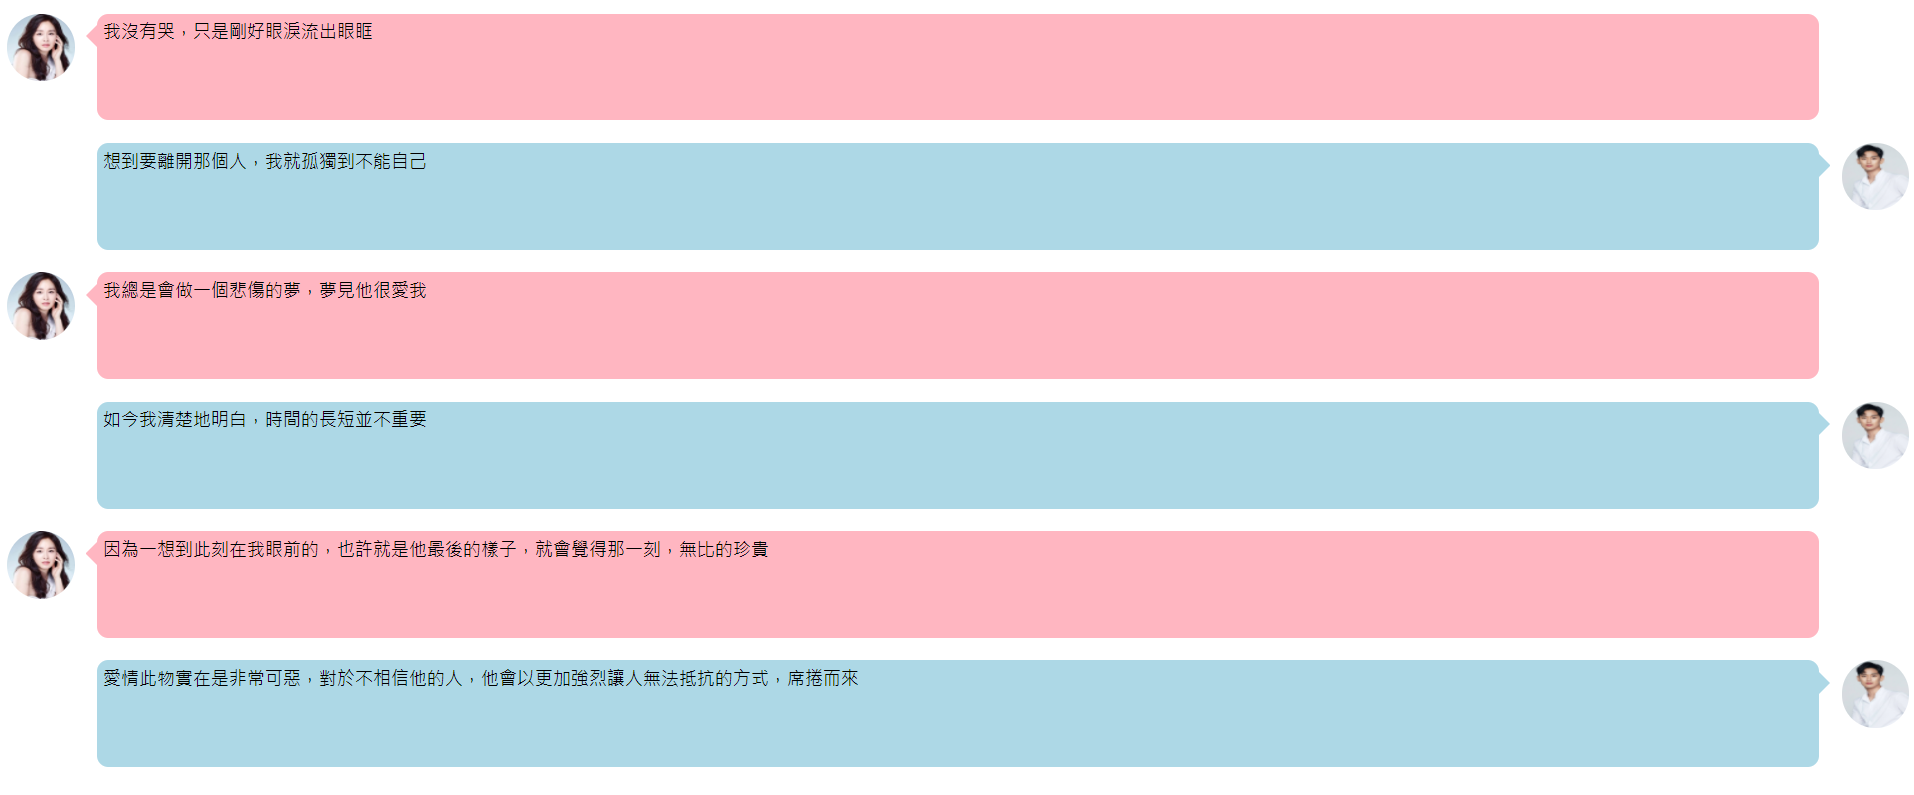 我沒有哭，只是剛好眼淚流出眼眶
想到要離開那個人，我就孤獨到不能自己
我總是會做一個悲傷的夢，夢見他很愛我
如今我清楚地明白，時間的長短並不重要
因為一想到此刻在我眼前的，也許就是他最後的樣子，就會覺得那一刻，無比的珍貴
愛情此物實在是非常可惡，對於不相信他的人，他會以更加強烈讓人無法抵抗的方式，席捲而來